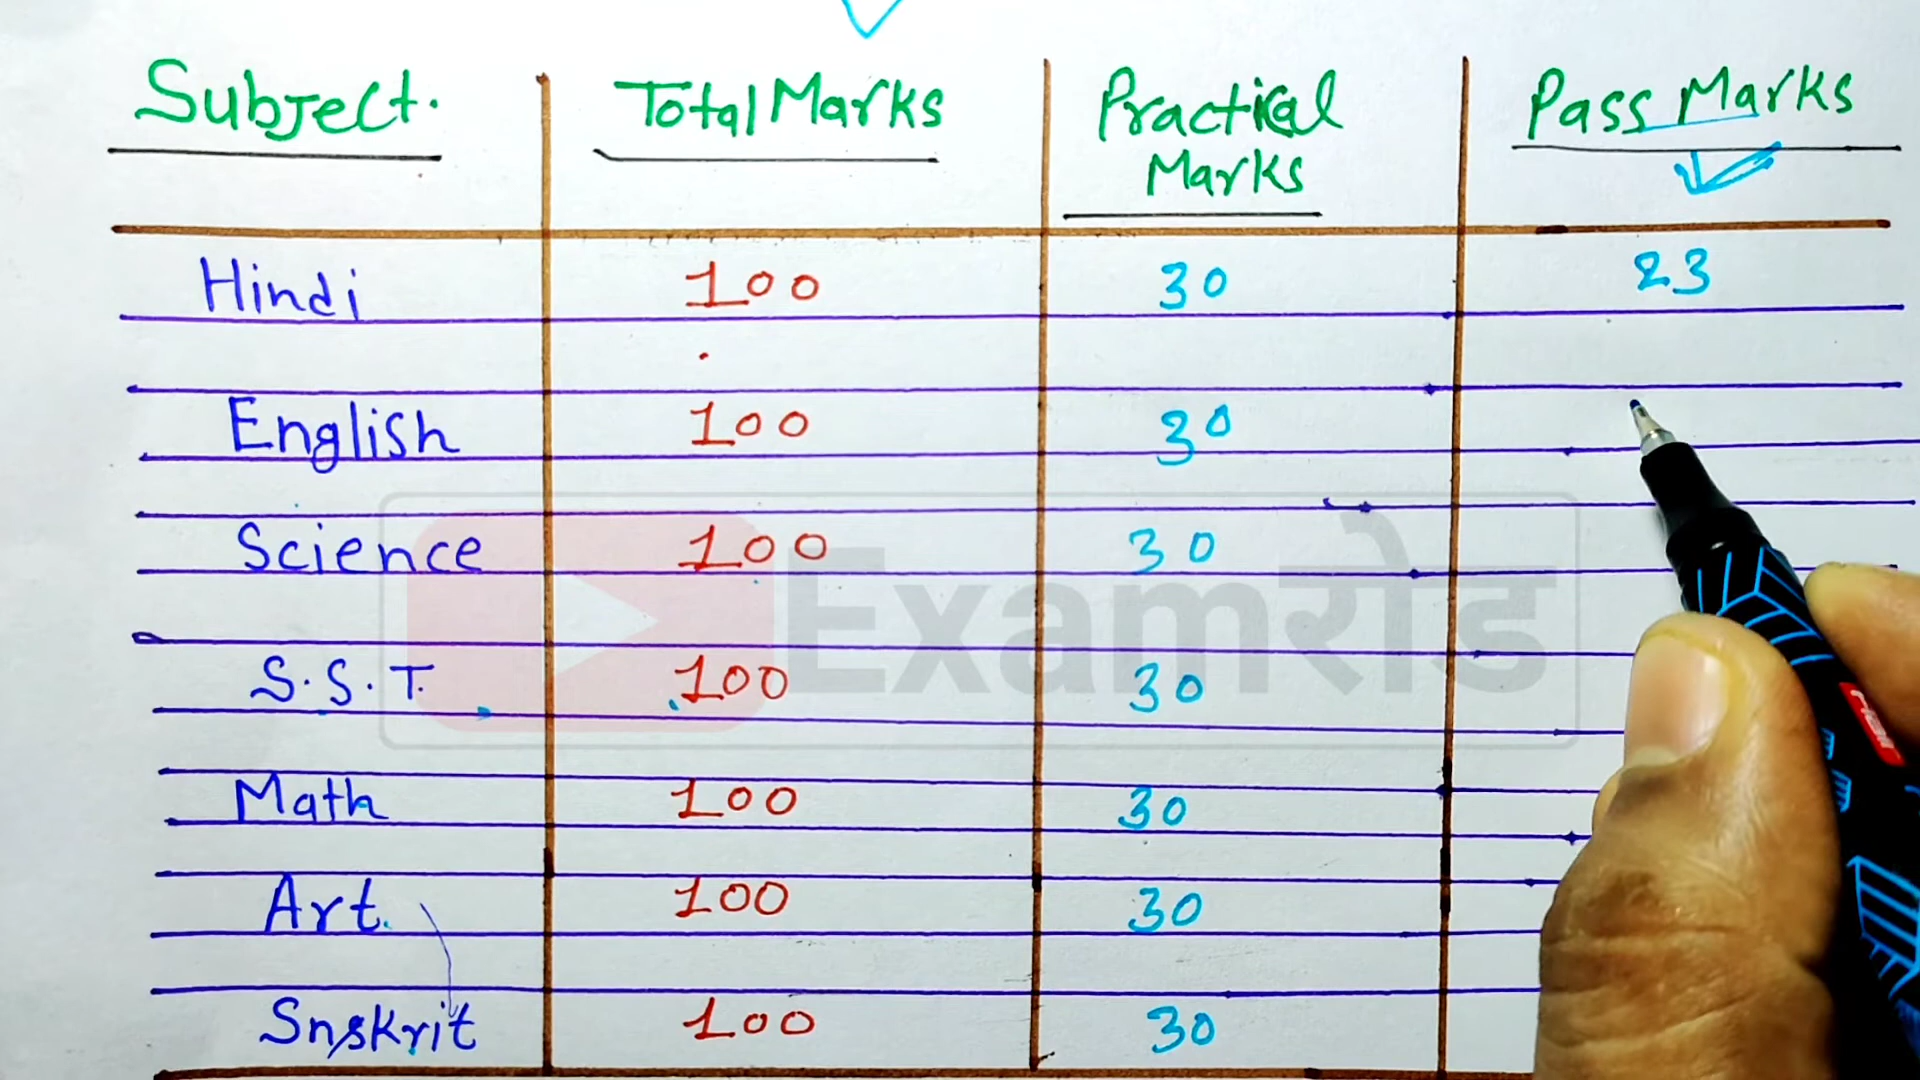 Subject. Total Marks Practical Marks Pass Marks
Hindi 100 30 23
English 100 30
Science 100 30
S.S.T. 100 30
Math 100 30
Art. 100 30
Snskrit 100 30
Examरोड